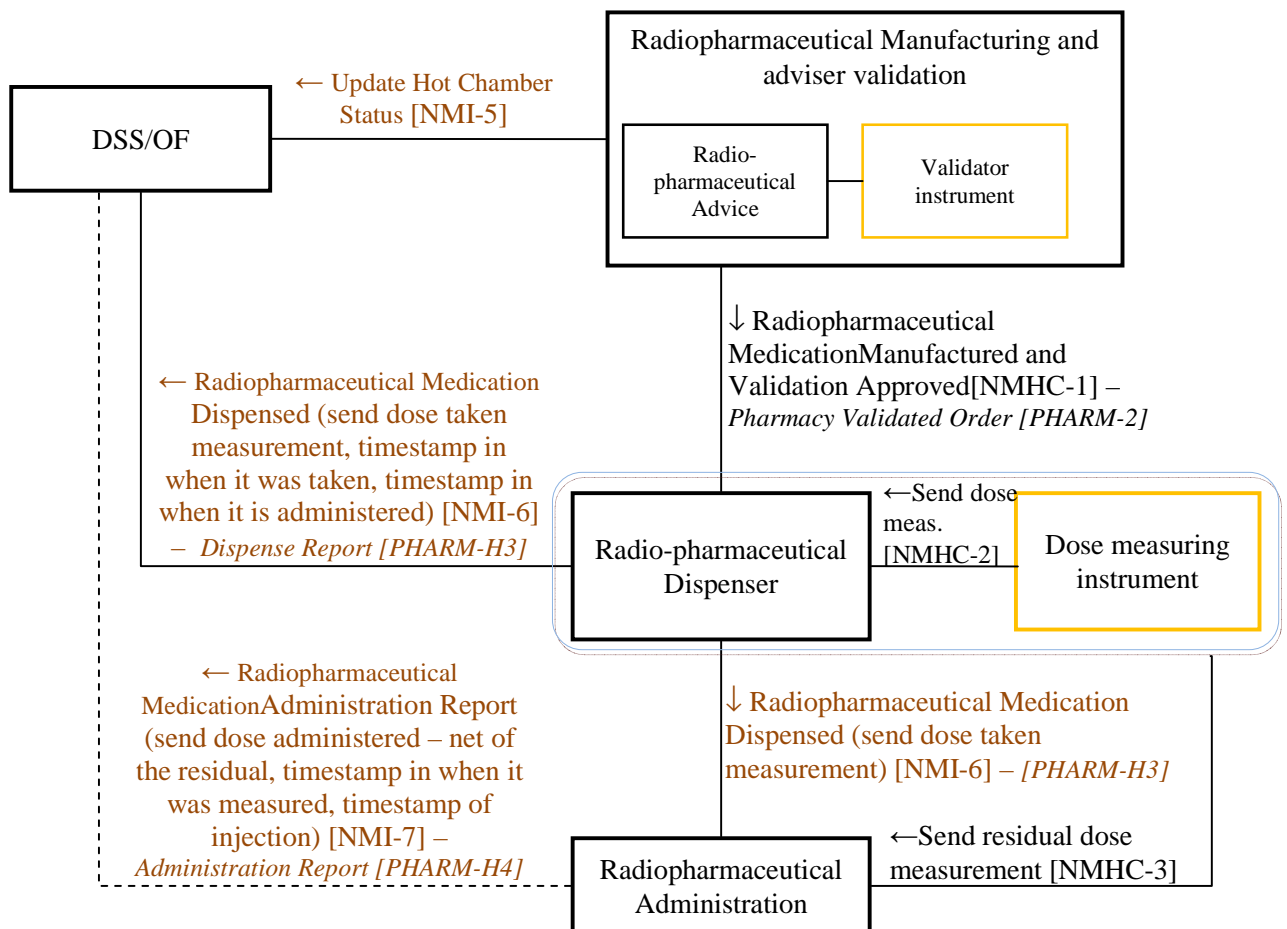 Radiopharmaceutical Manufacturing and
adviser validation
← Update Hot Chamber
Status [NMI-5]
DSS/OF
Radio-
pharmaceutical
Advice
Validator
instrument
↓ Radiopharmaceutical
MedicationManufactured and
Validation Approved[NMHC-1] –
Pharmacy Validated Order [PHARM-2]
← Radiopharmaceutical Medication
Dispensed (send dose taken
measurement, timestamp in
when it was taken, timestamp in
when it is administered) [NMI-6]
– Dispense Report [PHARM-H3]
Radio-pharmaceutical
Dispenser
←Send dose
meas.
[NMHC-2]
Dose measuring
instrument
← Radiopharmaceutical
MedicationAdministration Report
(send dose administered – net of
the residual, timestamp in when it
was measured, timestamp of
injection) [NMI-7] –
Administration Report [PHARM-H4]
↓ Radiopharmaceutical Medication
Dispensed (send dose taken
measurement) [NMI-6] – [PHARM-H3]
←Send residual dose
measurement [NMHC-3]
Radiopharmaceutical
Administration